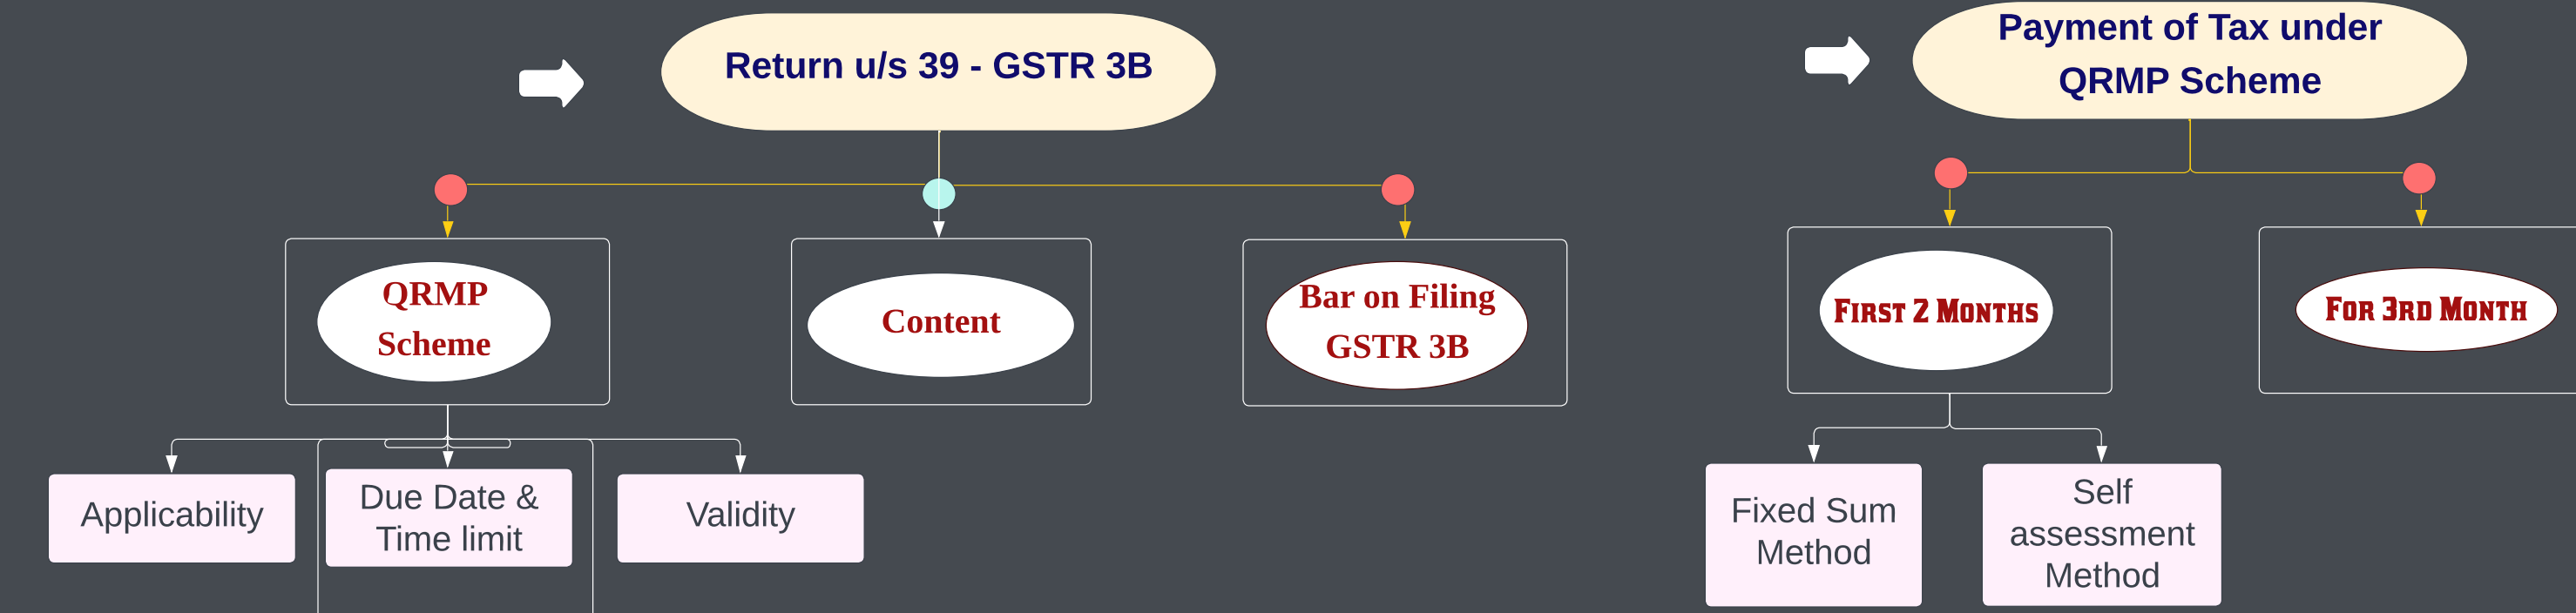 Return u/s 39 - GSTR 3B
QRMP
Scheme
Content
Bar on Filing
GSTR 3B
Applicability
Due Date &
Time limit
Validity
Payment of Tax under
QRMP Scheme
First 2 Months
For 3rd Month
Fixed Sum
Method
Self
assessment
Method